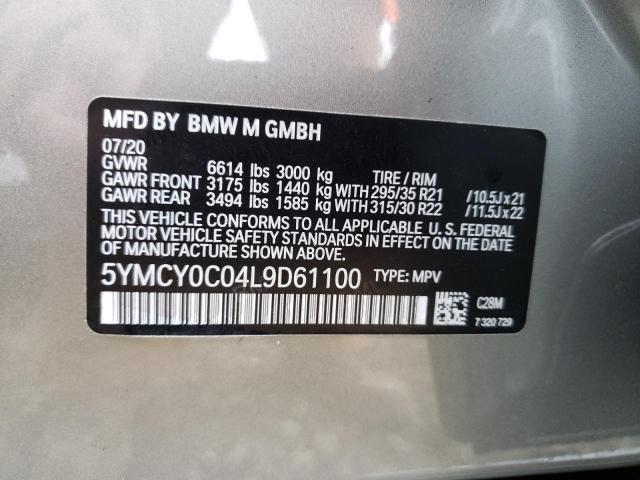 MFD BY BMW M GMBH
07/20
GVWR 6614 lbs 3000 kg TIRE / RIM
GAWR FRONT 3175 lbs 1440 kg WITH 295/35 R21 /10.5J x 21
GAWR REAR 3494 lbs 1585 kg WITH 315/30 R22 /11.5J x 22
THIS VEHICLE CONFORMS TO ALL APPLICABLE U.S. FEDERAL
MOTOR VEHICLE SAFETY STANDARDS IN EFFECT ON THE DATE
OF MANUFACTURE SHOWN ABOVE.
5YMCY0C04L9D61100 TYPE: MPV
C28M
7 320 729